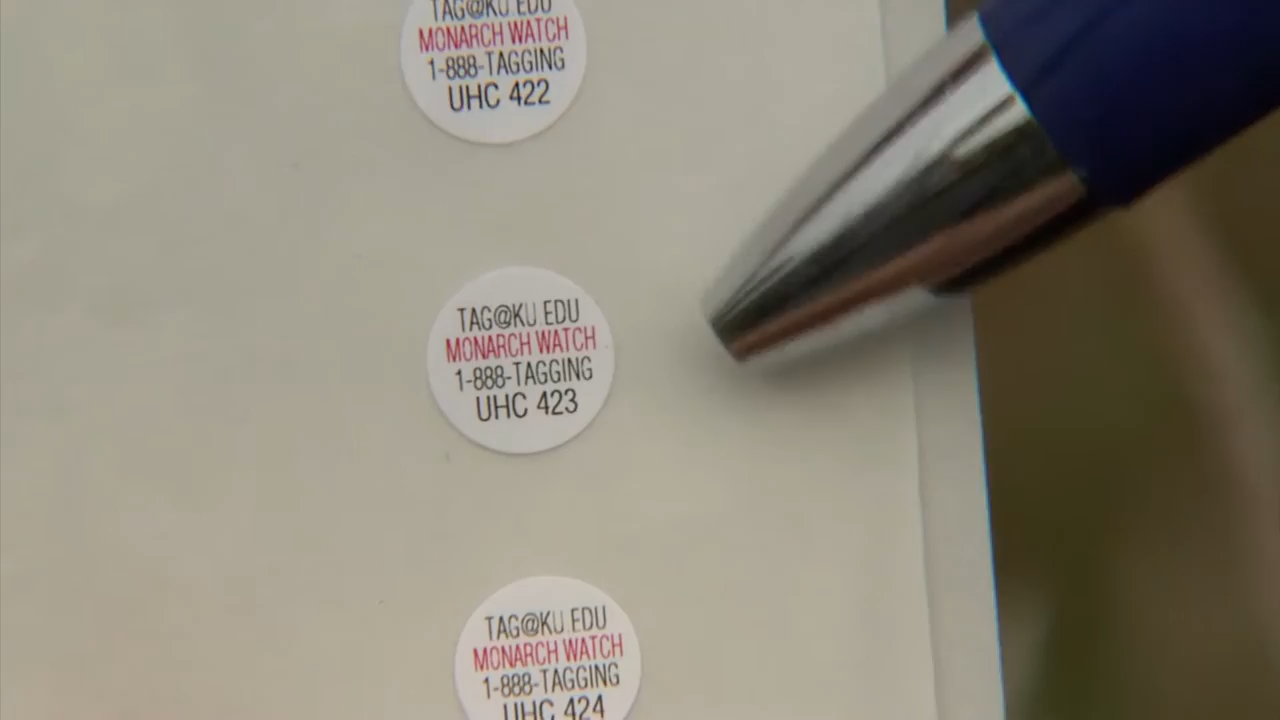 TAG@KU.EDU
MONARCH WATCH
1-888-TAGGING
UHC 422
TAG@KU.EDU
MONARCH WATCH
1-888-TAGGING
UHC 423
TAG@KU.EDU
MONARCH WATCH
1-888-TAGGING
UHC 424